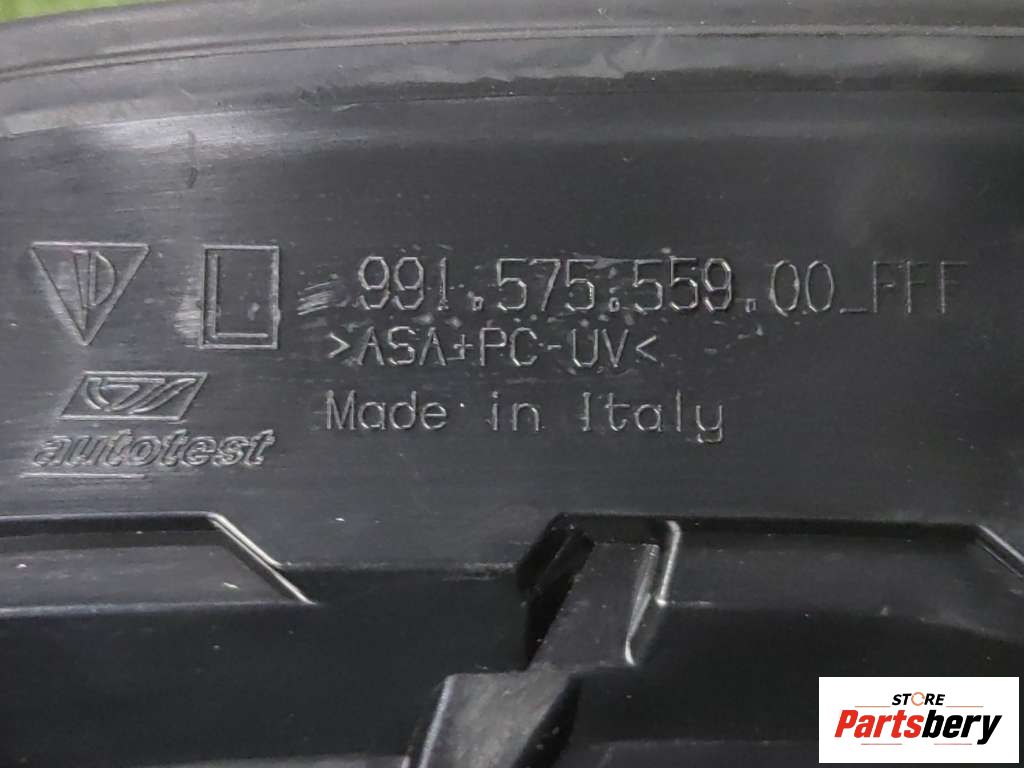 L 991.575.559.00_FFF
>ASA+PC-UV<
Made in Italy
autotest
STORE
Partsbery